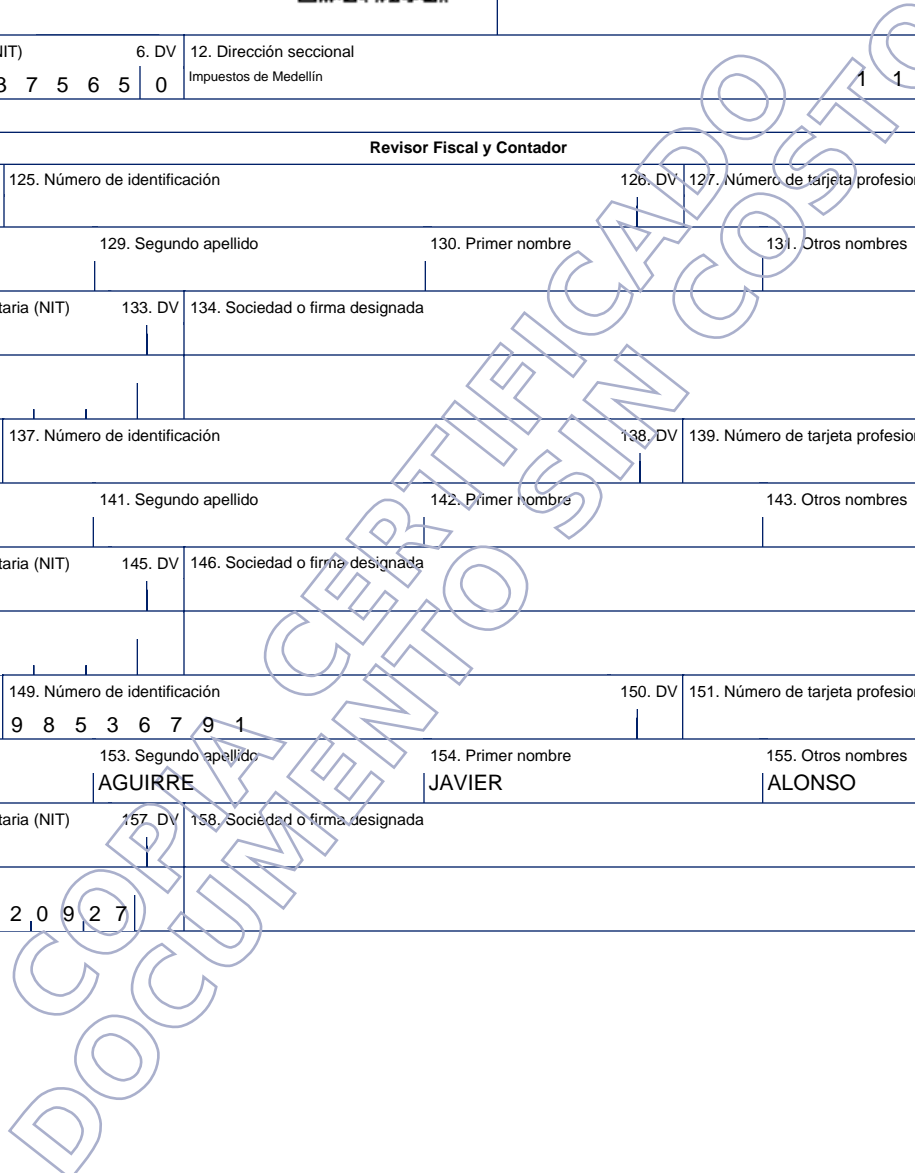 NIT) 6. DV 12. Dirección seccional
3 7 5 6 5 0 Impuestos de Medellín 1 1
Revisor Fiscal y Contador
125. Número de identificación 126. DV 127. Número de tarjeta profesion
129. Segundo apellido 130. Primer nombre 131. Otros nombres
taria (NIT) 133. DV 134. Sociedad o firma designada
137. Número de identificación 138. DV 139. Número de tarjeta profesion
141. Segundo apellido 142. Primer nombre 143. Otros nombres
taria (NIT) 145. DV 146. Sociedad o firma designada
149. Número de identificación 150. DV 151. Número de tarjeta profesion
9 8 5 3 6 7 9 1
153. Segundo apellido 154. Primer nombre 155. Otros nombres
AGUIRRE JAVIER ALONSO
taria (NIT) 157. DV 158. Sociedad o firma designada
2 0 9 2 7
COPIA CERTIFICADO
DOCUMENTO SIN COSTO